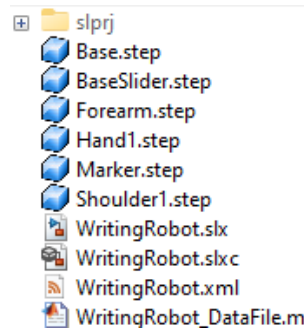 slprj
Base.step
BaseSlider.step
Forearm.step
Hand1.step
Marker.step
Shoulder1.step
WritingRobot.slx
WritingRobot.slxc
WritingRobot.xml
WritingRobot_DataFile.m